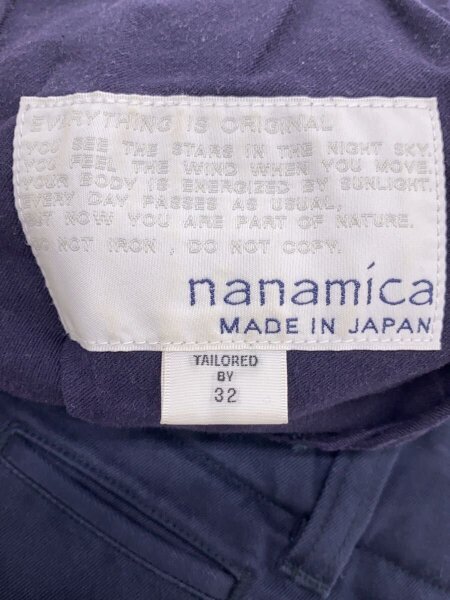 EVERYTHING IS ORIGINAL
YOU SEE THE STARS IN THE NIGHT SKY.
YOU FEEL THE WIND WHEN YOU MOVE.
YOUR BODY IS ENERGIZED BY SUNLIGHT.
EVERY DAY PASSES AS USUAL,
BUT NOW YOU ARE PART OF NATURE.
DO NOT IRON , DO NOT COPY.
nanamica
MADE IN JAPAN
TAILORED
BY
32